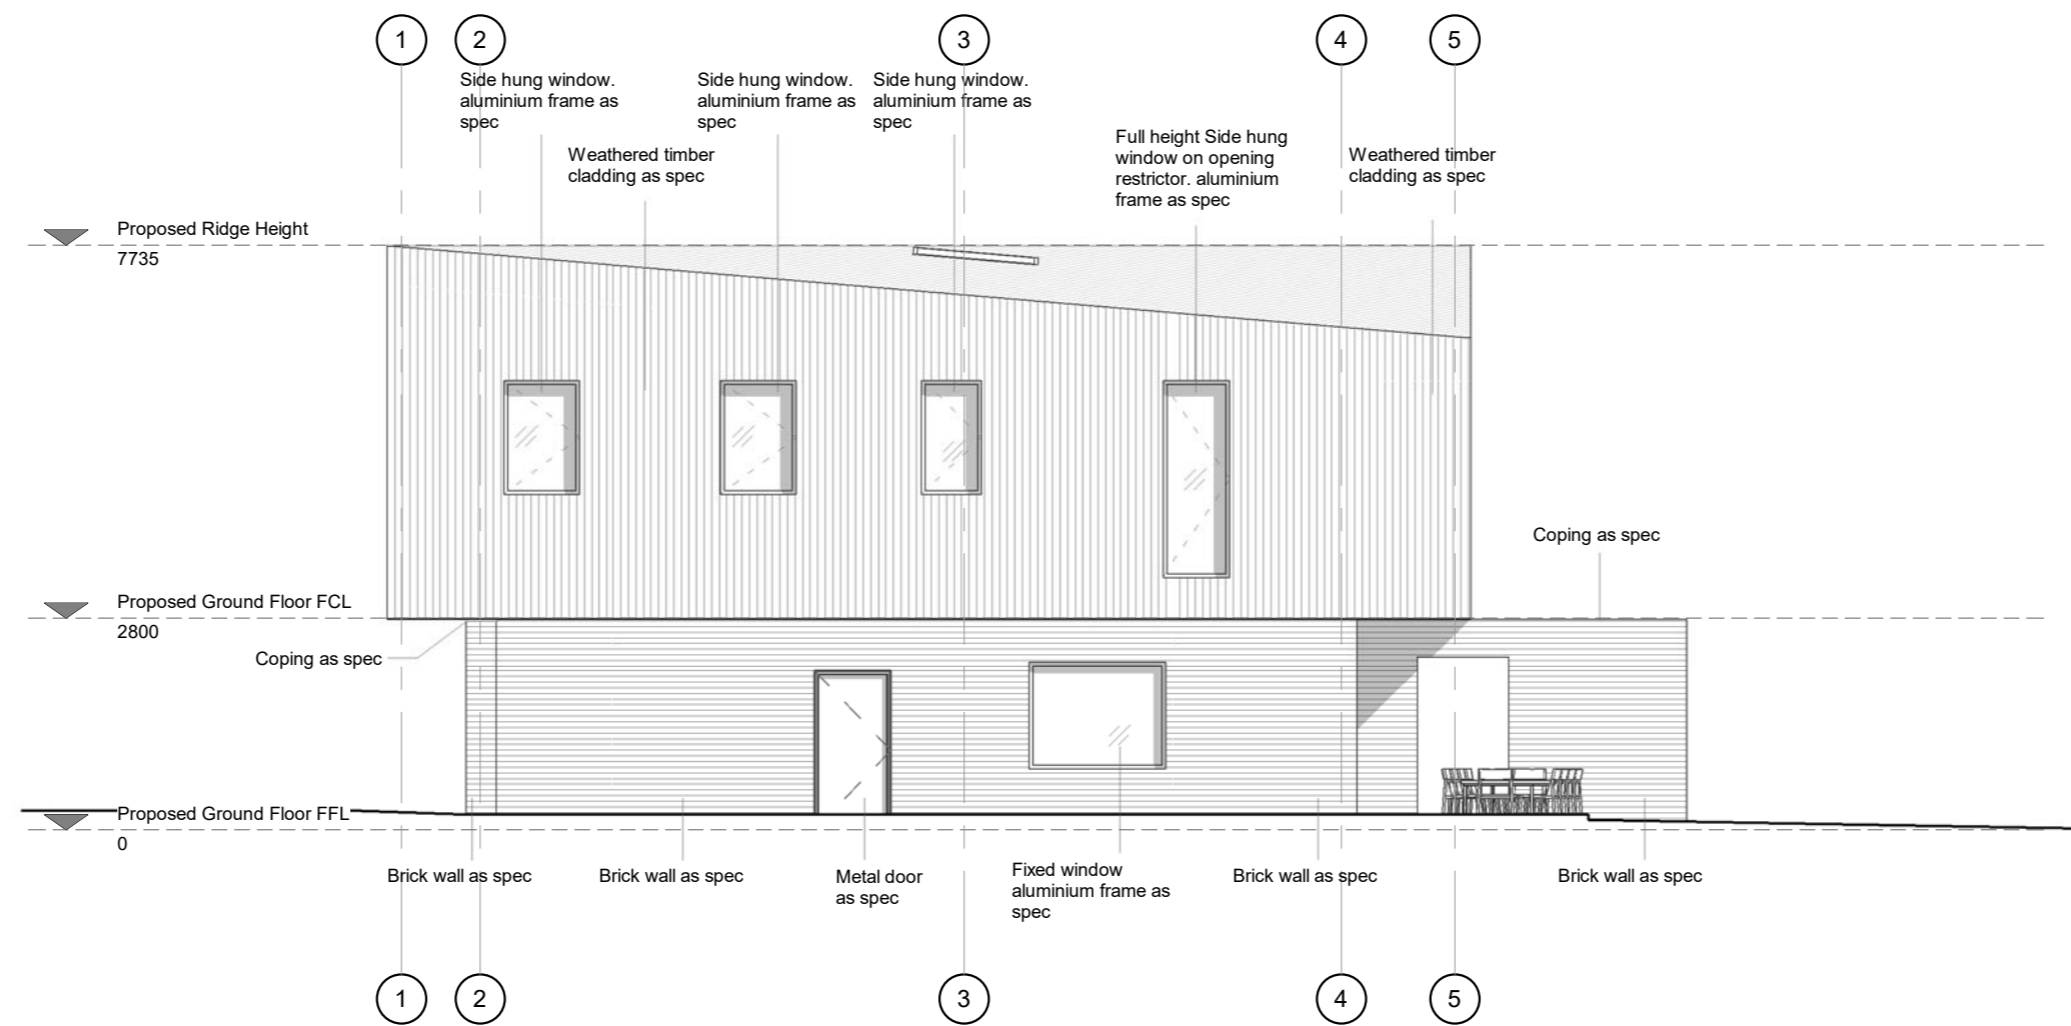 1
2
3
4
5
Side hung window.
aluminium frame as
spec
Side hung window.
aluminium frame as
spec
Side hung window.
aluminium frame as
spec
Weathered timber
cladding as spec
Full height Side hung
window on opening
restrictor. aluminium
frame as spec
Weathered timber
cladding as spec
Proposed Ridge Height
7735
Coping as spec
Proposed Ground Floor FCL
2800
Coping as spec
Proposed Ground Floor FFL
0
Brick wall as spec
Brick wall as spec
Metal door
as spec
Fixed window
aluminium frame as
spec
Brick wall as spec
Brick wall as spec
1
2
3
4
5